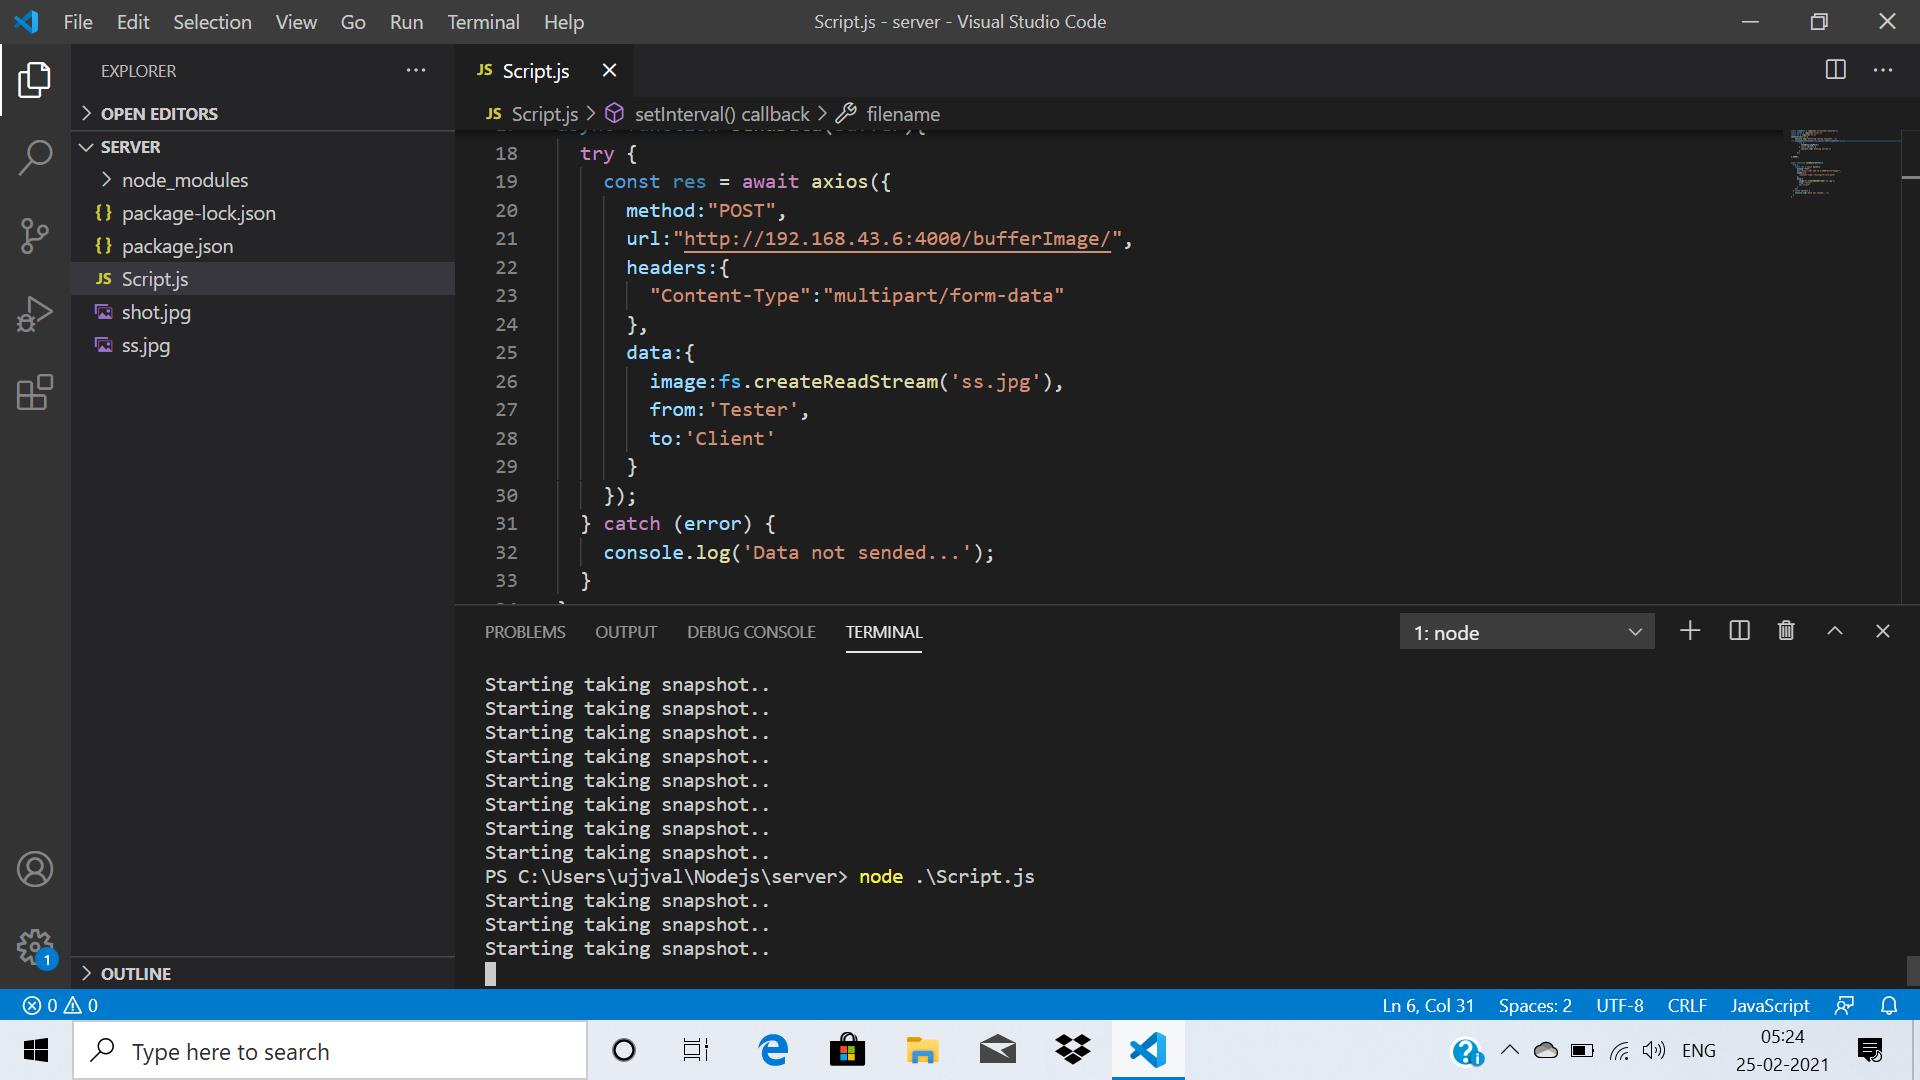 File Edit Selection View Go Run Terminal Help
Script.js - server - Visual Studio Code
EXPLORER
OPEN EDITORS
SERVER
node_modules
{} package-lock.json
{} package.json
JS Script.js
shot.jpg
ss.jpg
OUTLINE
JS Script.js
JS Script.js > setInterval() callback > filename
18 try {
19 const res = await axios({
20 method:"POST",
21 url:"http://192.168.43.6:4000/bufferImage/",
22 headers:{
23 "Content-Type":"multipart/form-data"
24 },
25 data:{
26 image:fs.createReadStream('ss.jpg'),
27 from:'Tester',
28 to:'Client'
29 }
30 });
31 } catch (error) {
32 console.log('Data not sended...');
33 }
PROBLEMS OUTPUT DEBUG CONSOLE TERMINAL
1: node
Starting taking snapshot..
Starting taking snapshot..
Starting taking snapshot..
Starting taking snapshot..
Starting taking snapshot..
Starting taking snapshot..
Starting taking snapshot..
Starting taking snapshot..
PS C:\Users\ujjval\Nodejs\server> node .\Script.js
Starting taking snapshot..
Starting taking snapshot..
Starting taking snapshot..
1
0 0
Ln 6, Col 31 Spaces: 2 UTF-8 CRLF JavaScript
Type here to search
ENG
05:24
25-02-2021